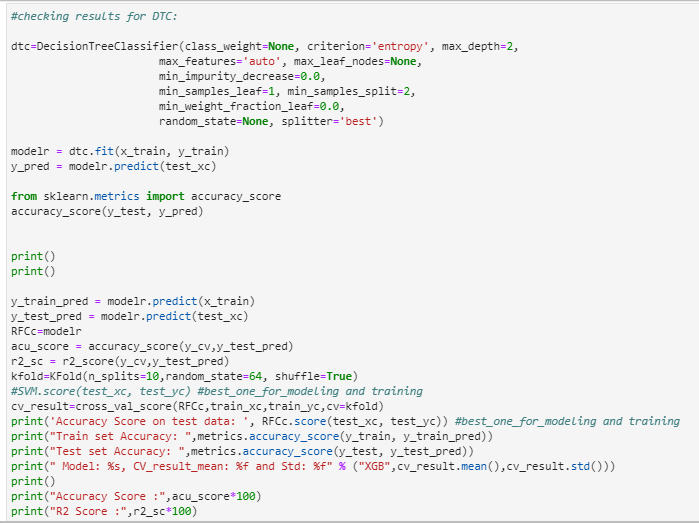 #checking results for DTC:
dtc=DecisionTreeClassifier(class_weight=None, criterion='entropy', max_depth=2,
max_features='auto', max_leaf_nodes=None,
min_impurity_decrease=0.0,
min_samples_leaf=1, min_samples_split=2,
min_weight_fraction_leaf=0.0,
random_state=None, splitter='best')
modelr = dtc.fit(x_train, y_train)
y_pred = modelr.predict(test_xc)
from sklearn.metrics import accuracy_score
accuracy_score(y_test, y_pred)
print()
print()
y_train_pred = modelr.predict(x_train)
y_test_pred = modelr.predict(test_xc)
RFCc=modelr
acu_score = accuracy_score(y_cv,y_test_pred)
r2_sc = r2_score(y_cv,y_test_pred)
kfold=KFold(n_splits=10,random_state=64, shuffle=True)
#SVM.score(test_xc, test_yc) #best_one_for_modeling and training
cv_result=cross_val_score(RFCc,train_xc,train_yc,cv=kfold)
print('Accuracy Score on test data: ', RFCc.score(test_xc, test_yc)) #best_one_for_modeling and training
print("Train set Accuracy: ",metrics.accuracy_score(y_train, y_train_pred))
print("Test set Accuracy: ",metrics.accuracy_score(y_test, y_test_pred))
print(" Model: %s, CV_result_mean: %f and Std: %f" % ("XGB",cv_result.mean(),cv_result.std()))
print()
print("Accuracy Score :",acu_score*100)
print("R2 Score :",r2_sc*100)